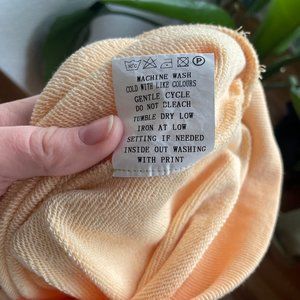 MACHINE WASH
COLD WITH LIKE COLOURS
GENTLE CYCLE
DO NOT BLEACH
TUMBLE DRY LOW
IRON AT LOW
SETTING IF NEEDED
INSIDE OUT WASHING
WITH PRINT